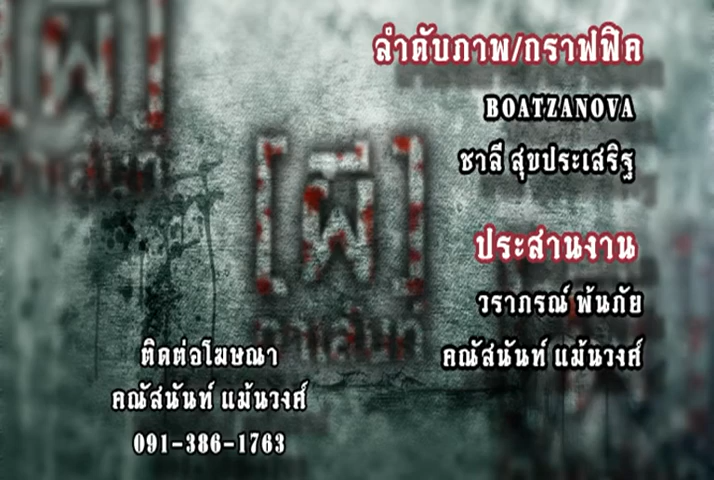 ลำดับภาพ/กราฟฟิค
BOATZANOVA
ชาลี สุขประเสริฐ
ประสานงาน
วราภรณ์ พ้นภัย
คณัสนันท์ แม้นวงศ์
ติดต่อโฆษณา
คณัสนันท์ แม้นวงศ์
091-386-1763
[ผี]